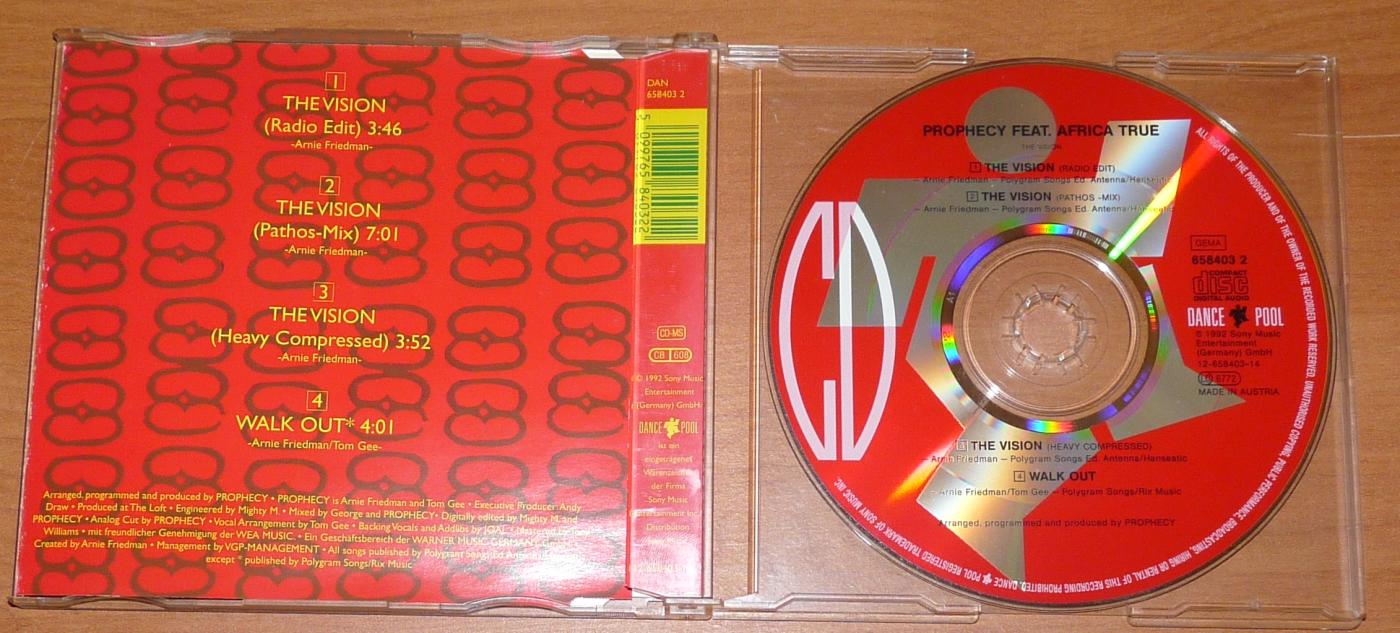 1
THE VISION
(Radio Edit) 3:46
-Arnie Friedman-
2
THE VISION
(Pathos-Mix) 7:01
-Arnie Friedman-
3
THE VISION
(Heavy Compressed) 3:52
-Arnie Friedman-
4
WALK OUT* 4:01
-Arnie Friedman/Tom Gee-
Arranged, programmed and produced by PROPHECY • PROPHECY is Arnie Friedman and Tom Gee • Executive Producer: Andy
Draw • Produced at The Loft • Engineered by Mighty M. • Mixed by George and PROPHECY • Digitally edited by Mighty M. and
PROPHECY • Analog Cut by PROPHECY • Vocal Arrangement by Tom Gee • Backing Vocals and Addlibs by
Williams • mit freundlicher Genehmigung der WEA MUSIC • Ein Geschäftsbereich der WARNER MUSIC GERMANY
Created by Arnie Friedman • Management by VGP-MANAGEMENT • All songs published by Polygram Songs/Ed.
except * published by Polygram Songs/Rix Music
DAN
658403 2
5 099765 840322
CD-MS
CB 608
© 1992 Sony Music
Entertainment
(Germany) GmbH
DANCE POOL
ist ein
eingetragenes
Warenzeichen
der Firma
Sony Music
Entertainment Inc.
Distribution
PROPHECY FEAT. AFRICA TRUE
THE VISION
1 THE VISION (RADIO EDIT)
– Arnie Friedman – Polygram Songs Ed. Antenna/Hanseatic
2 THE VISION (PATHOS -MIX)
– Arnie Friedman – Polygram Songs Ed. Antenna/Hanseatic
CD
GEMA
658403 2
COMPACT
disc
DIGITAL AUDIO
DANCE POOL
© 1992 Sony Music
Entertainment
(Germany) GmbH
12-658403-14
LC 6772
MADE IN AUSTRIA
3 THE VISION (HEAVY COMPRESSED)
– Arnie Friedman – Polygram Songs Ed. Antenna/Hanseatic
4 WALK OUT
– Arnie Friedman/Tom Gee – Polygram Songs/Rix Music
Arranged, programmed and produced by PROPHECY
ALL RIGHTS OF THE PRODUCER AND OF THE OWNER OF THE RECORDED WORK RESERVED. UNAUTHORISED COPYING, PUBLIC PERFORMANCE, BROADCASTING, HIRING OR RENTAL OF THIS RECORDING PROHIBITED. DANCE POOL REGISTERED TRADEMARK OF SONY MUSIC INC.